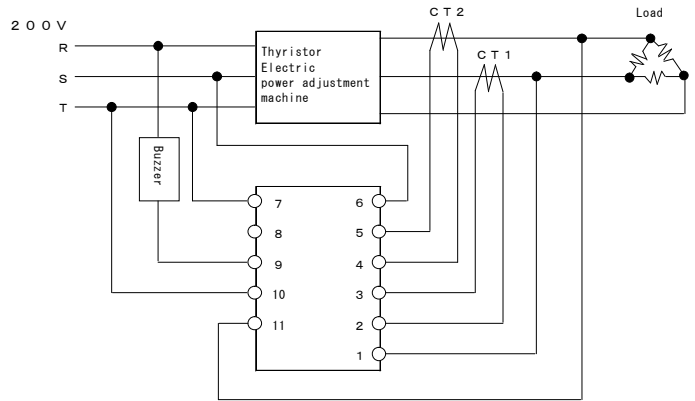 200V
R
S
T
CT2
CT1
Load
Thyristor
Electric
power adjustment
machine
Buzzer
7
8
9
10
11
6
5
4
3
2
1